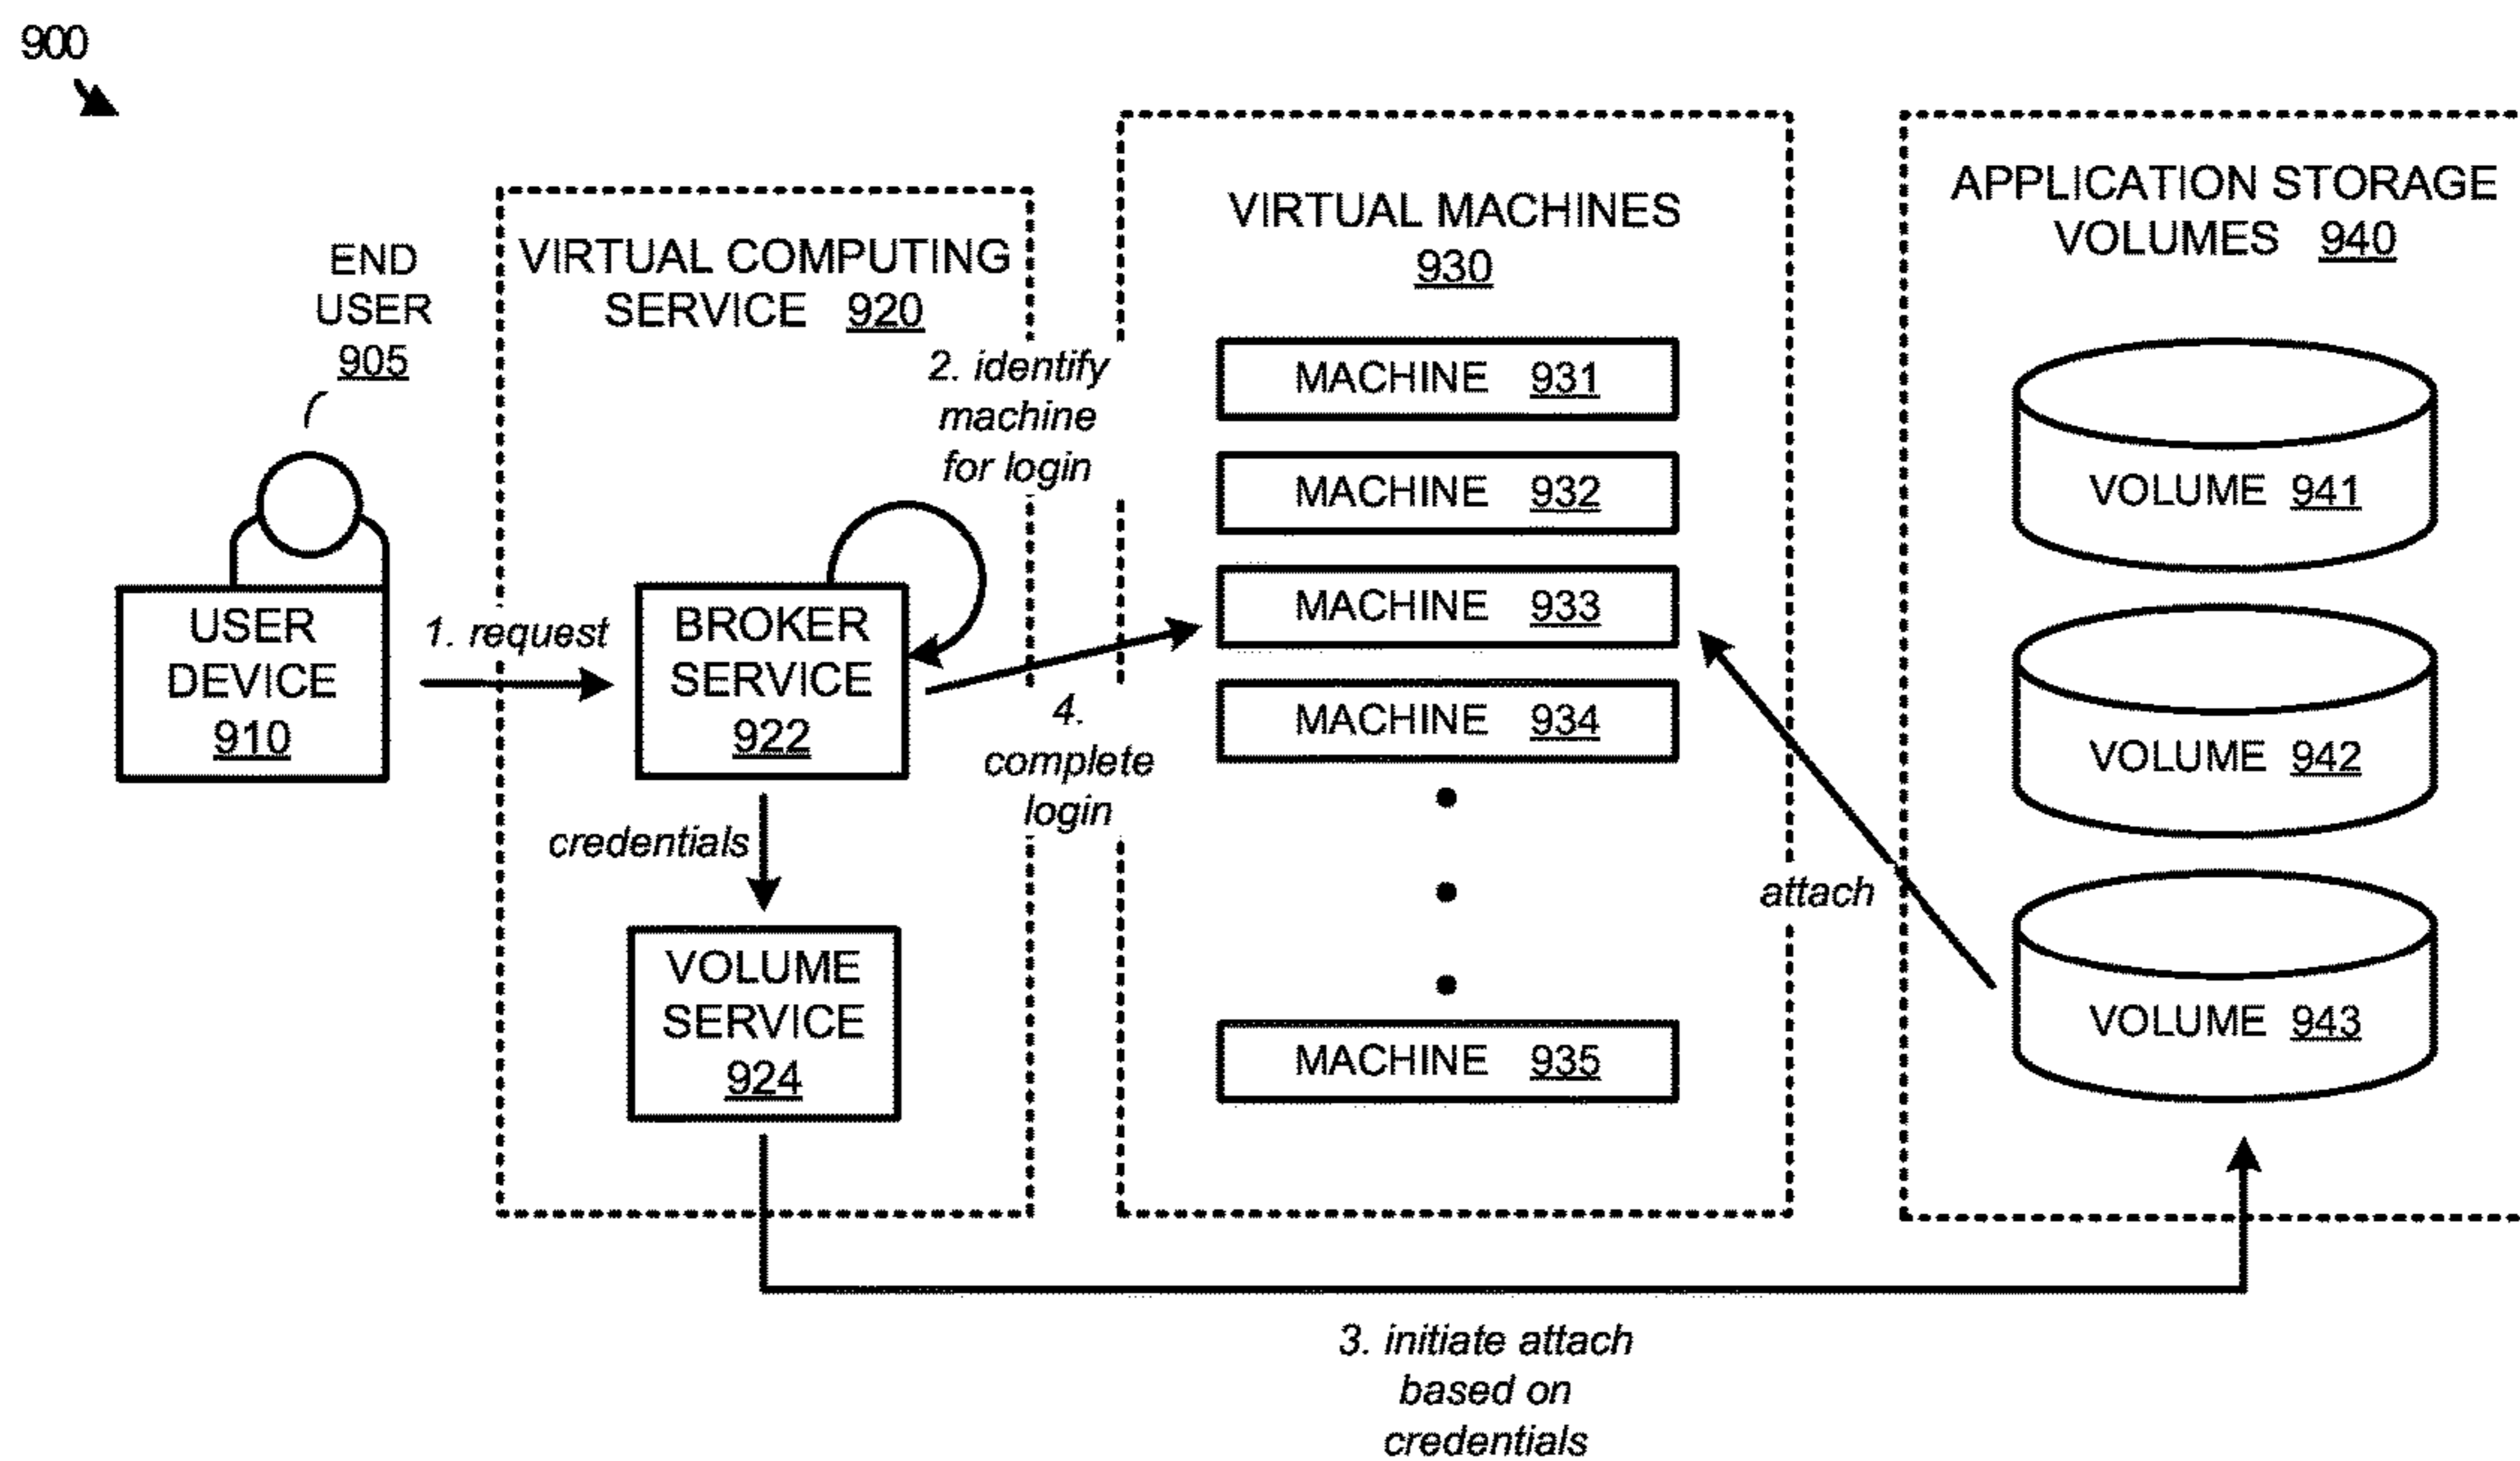 900
END
USER
905
VIRTUAL COMPUTING
SERVICE 920
VIRTUAL MACHINES
930
APPLICATION STORAGE
VOLUMES 940
2. identify
machine
for login
MACHINE 931
MACHINE 932
MACHINE 933
MACHINE 934
MACHINE 935
VOLUME 941
VOLUME 942
VOLUME 943
USER
DEVICE
910
1. request
BROKER
SERVICE
922
4.
complete
login
credentials
attach
VOLUME
SERVICE
924
3. initiate attach
based on
credentials